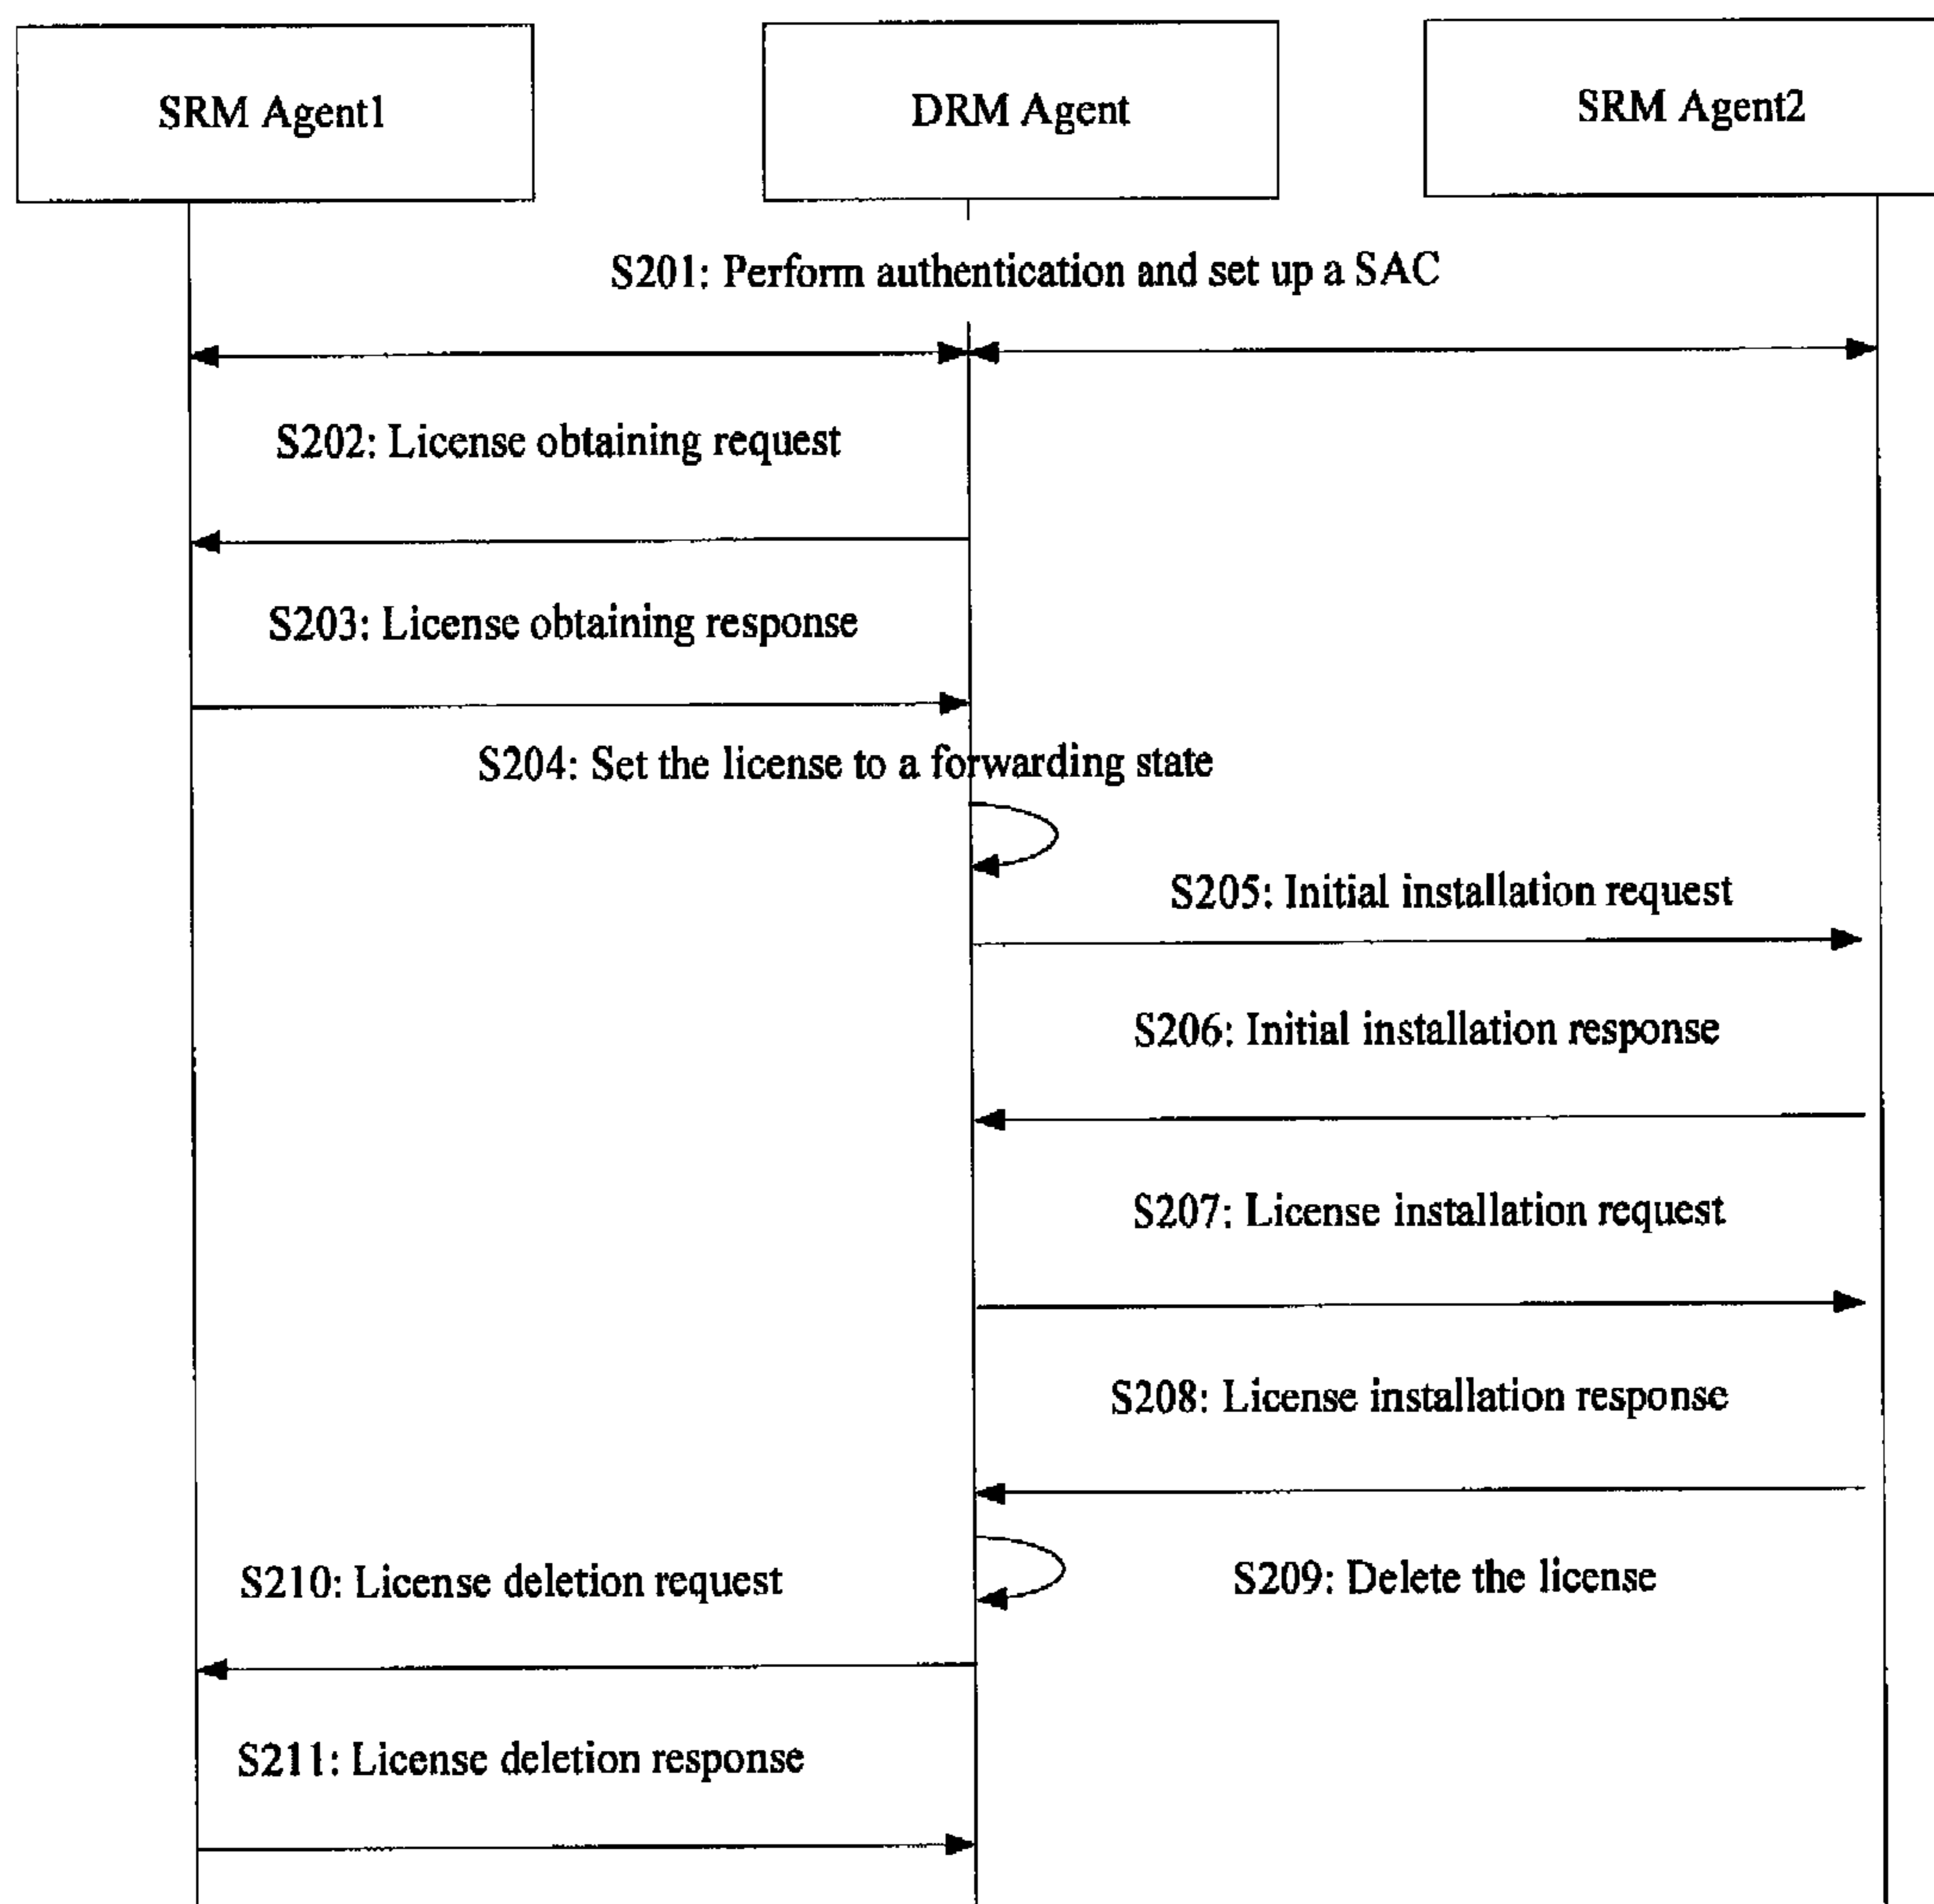 SRM Agent1
DRM Agent
SRM Agent2
S201: Perform authentication and set up a SAC
S202: License obtaining request
S203: License obtaining response
S204: Set the license to a forwarding state
S205: Initial installation request
S206: Initial installation response
S207: License installation request
S208: License installation response
S209: Delete the license
S210: License deletion request
S211: License deletion response